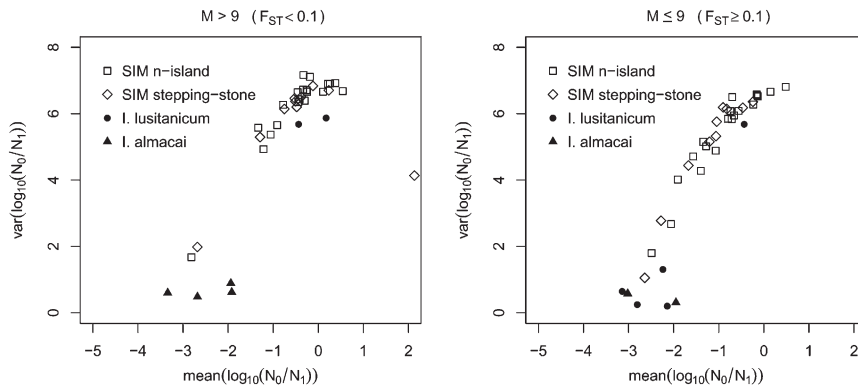 M > 9 (F_ST < 0.1)
8
6
4
2
0
var(log10(N0/N1))
SIM n-island
SIM stepping-stone
I. lusitanicum
I. almacai
−5 −4 −3 −2 −1 0 1 2
mean(log10(N0/N1))
M ≤ 9 (F_ST ≥ 0.1)
8
6
4
2
0
var(log10(N0/N1))
SIM n-island
SIM stepping-stone
I. lusitanicum
I. almacai
−5 −4 −3 −2 −1 0 1 2
mean(log10(N0/N1))